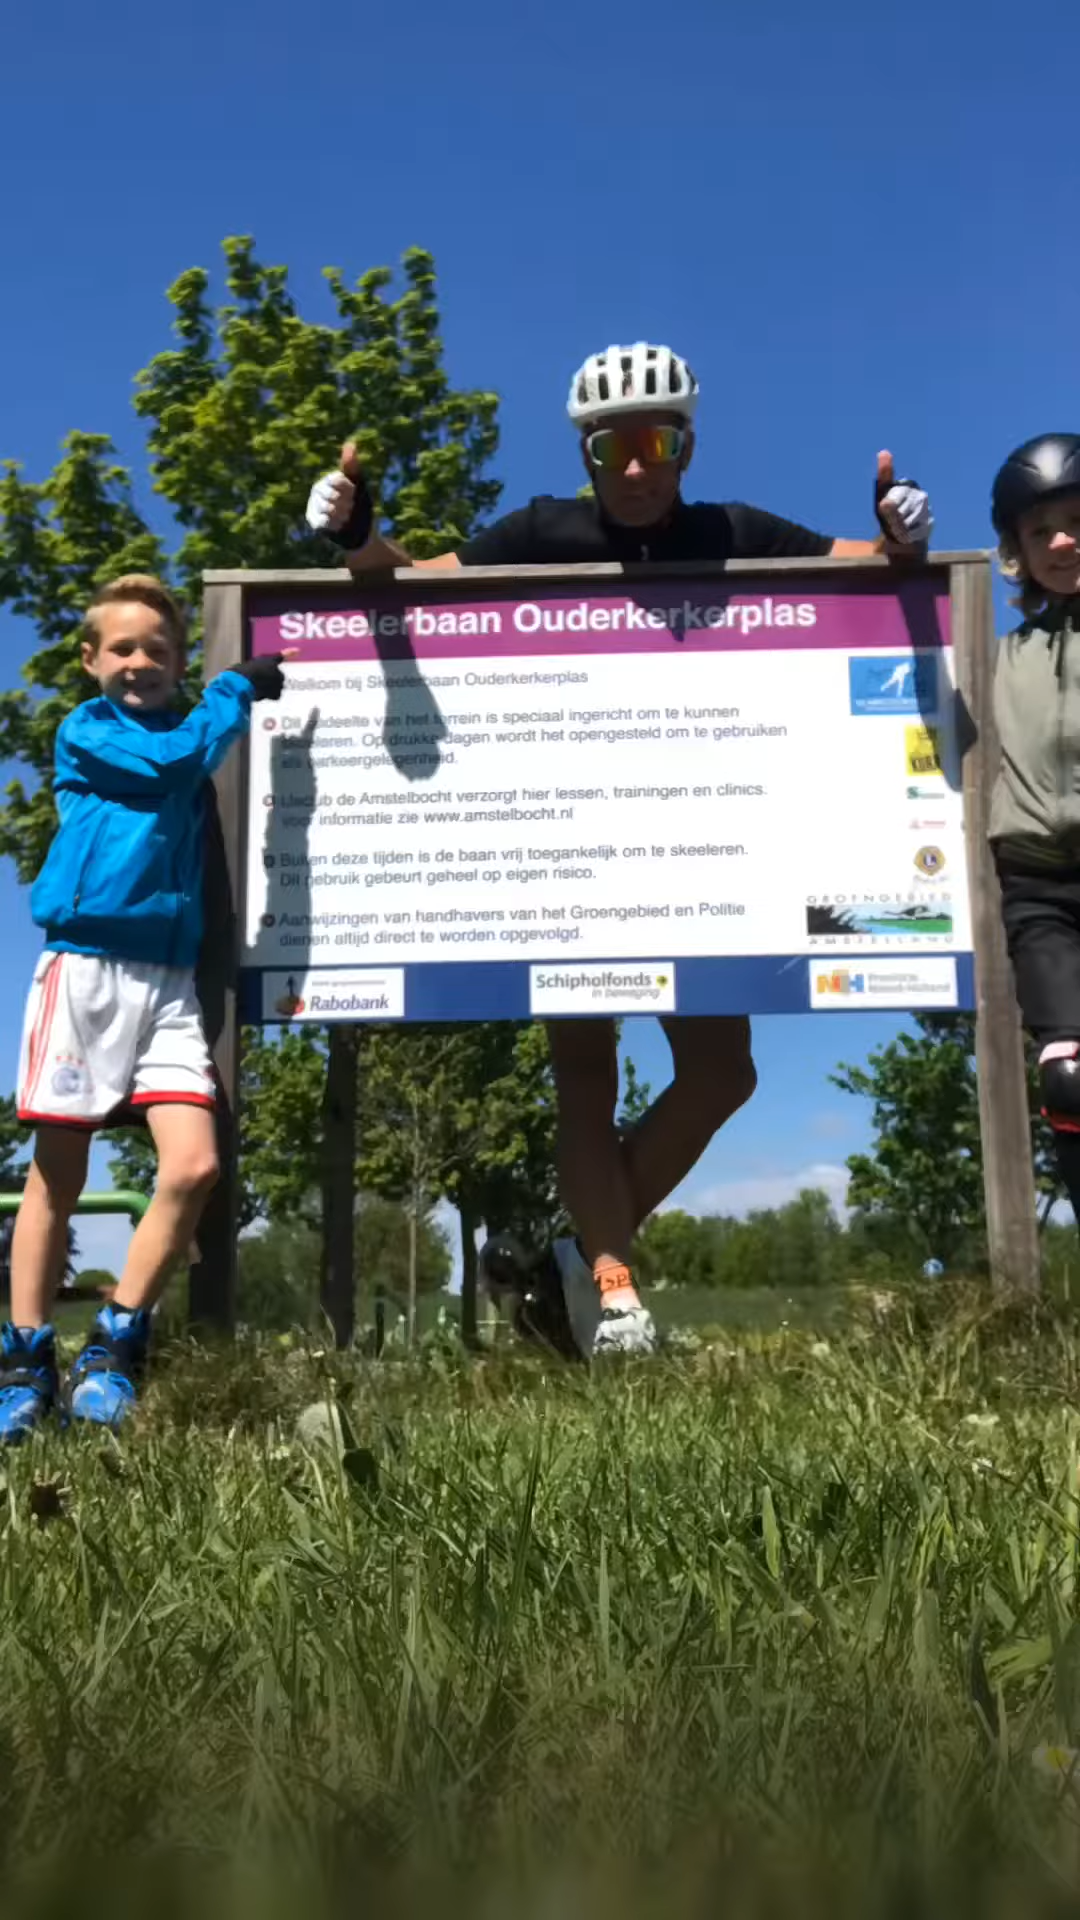 Skeelerbaan Ouderkerkerplas
Welkom bij Skeelerbaan Ouderkerkerplas
Dit gedeelte van het terrein is speciaal ingericht om te kunnen
skeeleren. Op drukke dagen wordt het opengesteld om te gebruiken
als parkeergelegenheid.
IJsclub de Amstelbocht verzorgt hier lessen, trainingen en clinics.
voor informatie zie www.amstelbocht.nl
Buiten deze tijden is de baan vrij toegankelijk om te skeeleren.
Dit gebruik gebeurt geheel op eigen risico.
Aanwijzingen van handhavers van het Groengebied en Politie
dienen altijd direct te worden opgevolgd.
GROENGEBIED
AMSTELLAND
Rabobank
Schipholfonds
in beweging
NH
Provincie
Noord-Holland